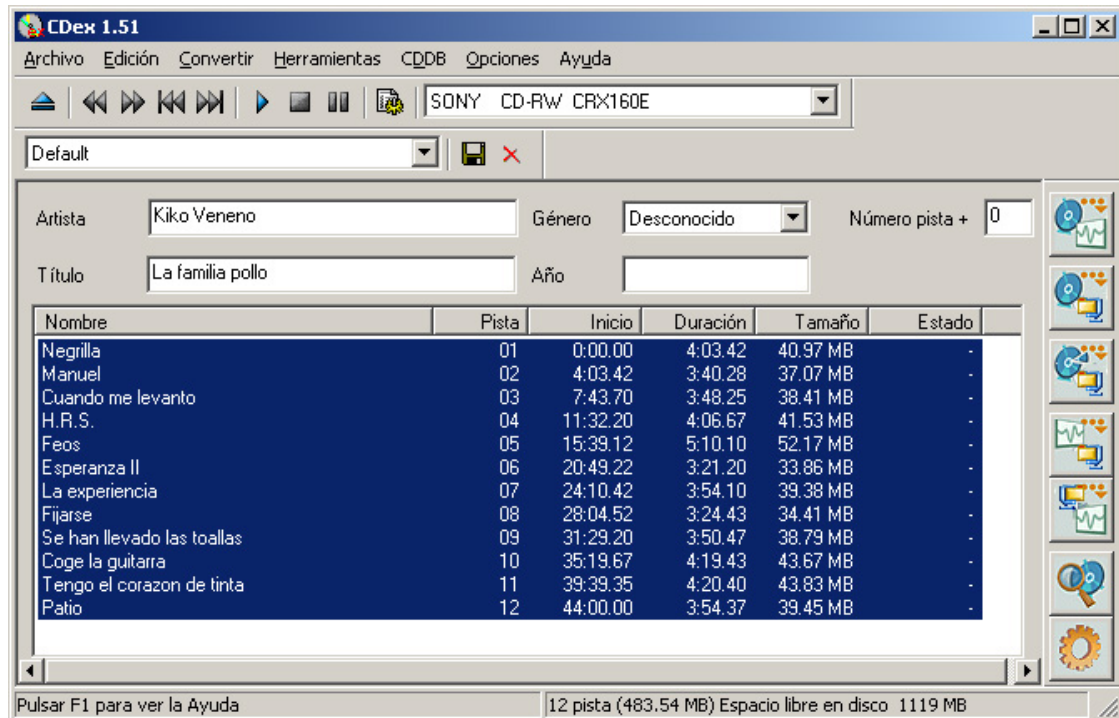 CDex 1.51
Archivo Edición Convertir Herramientas CDDB Opciones Ayuda
SONY CD-RW CRX160E
Default
Artista Kiko Veneno Género Desconocido Número pista + 0
Título La familia pollo Año
Nombre Pista Inicio Duración Tamaño Estado
Negrilla 01 0:00.00 4:03.42 40.97 MB -
Manuel 02 4:03.42 3:40.28 37.07 MB -
Cuando me levanto 03 7:43.70 3:48.25 38.41 MB -
H.R.S. 04 11:32.20 4:06.67 41.53 MB -
Feos 05 15:39.12 5:10.10 52.17 MB -
Esperanza II 06 20:49.22 3:21.20 33.86 MB -
La experiencia 07 24:10.42 3:54.10 39.38 MB -
Fijarse 08 28:04.52 3:24.43 34.41 MB -
Se han llevado las toallas 09 31:29.20 3:50.47 38.79 MB -
Coge la guitarra 10 35:19.67 4:19.43 43.67 MB -
Tengo el corazon de tinta 11 39:39.35 4:20.40 43.83 MB -
Patio 12 44:00.00 3:54.37 39.45 MB -
Pulsar F1 para ver la Ayuda 12 pista (483.54 MB) Espacio libre en disco 1119 MB